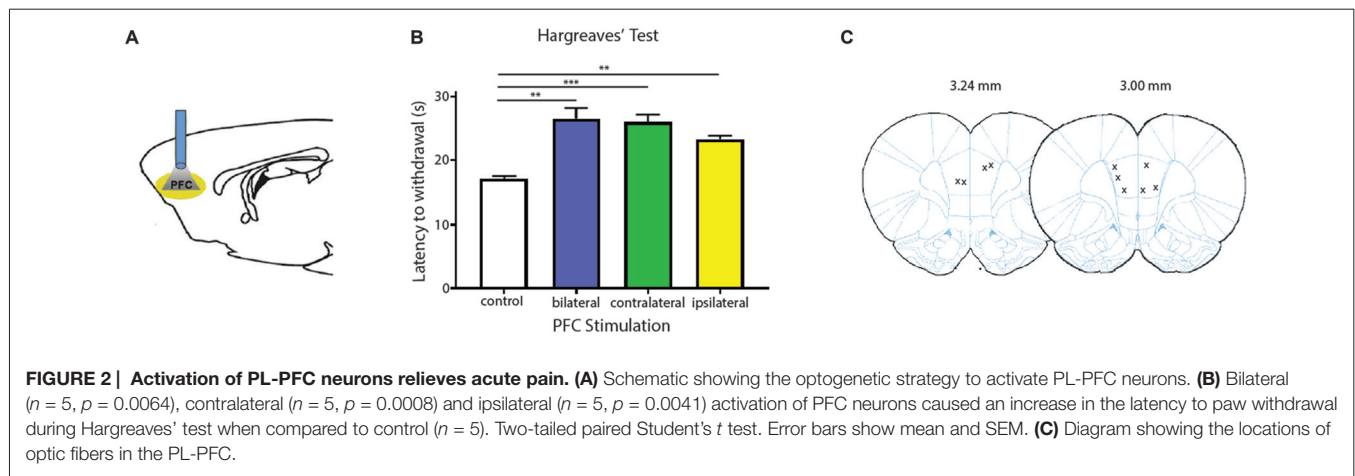 A
B
Hargreaves' Test
C
**
***
**
3.24 mm
3.00 mm
Latency to withdrawal (s)
30
20
10
0
PFC
x x
x x
x
x
x
x
x
x
control
bilateral
contralateral
ipsilateral
PFC Stimulation
FIGURE 2 | Activation of PL-PFC neurons relieves acute pain. (A) Schematic showing the optogenetic strategy to activate PL-PFC neurons. (B) Bilateral
(n = 5, p = 0.0064), contralateral (n = 5, p = 0.0008) and ipsilateral (n = 5, p = 0.0041) activation of PFC neurons caused an increase in the latency to paw withdrawal
during Hargreaves' test when compared to control (n = 5). Two-tailed paired Student's t test. Error bars show mean and SEM. (C) Diagram showing the locations of
optic fibers in the PL-PFC.